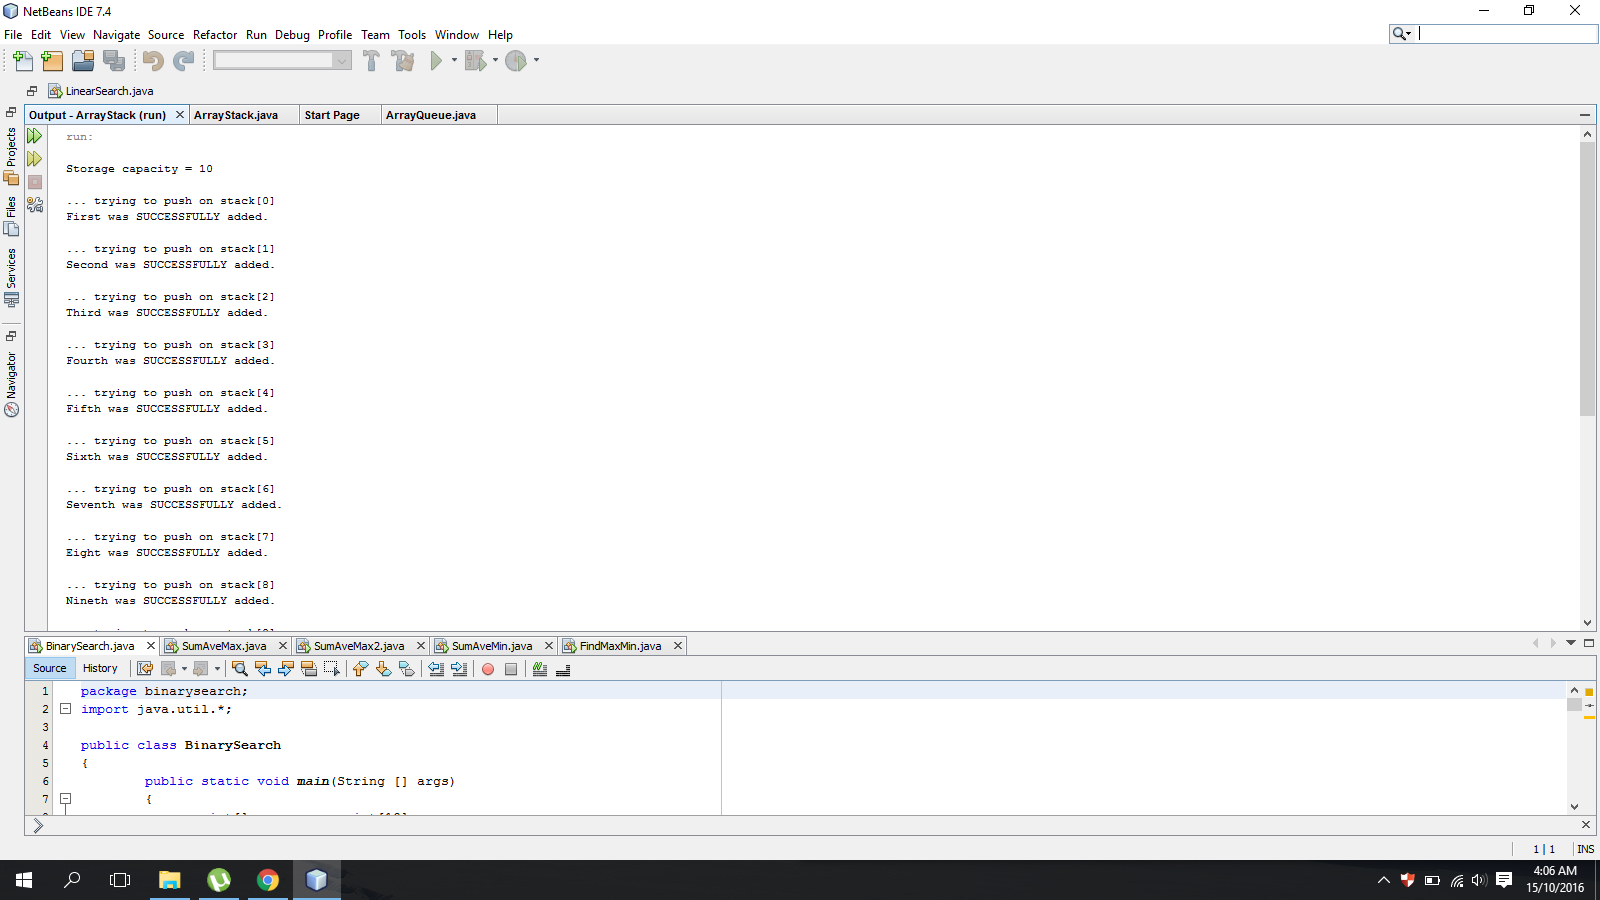 NetBeans IDE 7.4
File Edit View Navigate Source Refactor Run Debug Profile Team Tools Window Help
LinearSearch.java
Output - ArrayStack (run) ArrayStack.java Start Page ArrayQueue.java
Projects
Files
Services
Navigator
run:
Storage capacity = 10
... trying to push on stack[0]
First was SUCCESSFULLY added.
... trying to push on stack[1]
Second was SUCCESSFULLY added.
... trying to push on stack[2]
Third was SUCCESSFULLY added.
... trying to push on stack[3]
Fourth was SUCCESSFULLY added.
... trying to push on stack[4]
Fifth was SUCCESSFULLY added.
... trying to push on stack[5]
Sixth was SUCCESSFULLY added.
... trying to push on stack[6]
Seventh was SUCCESSFULLY added.
... trying to push on stack[7]
Eight was SUCCESSFULLY added.
... trying to push on stack[8]
Nineth was SUCCESSFULLY added.
BinarySearch.java SumAveMax.java SumAveMax2.java SumAveMin.java FindMaxMin.java
Source History
1 package binarysearch;
2 import java.util.*;
3
4 public class BinarySearch
5 {
6 public static void main(String [] args)
7 {
1 | 1 INS
4:06 AM
15/10/2016